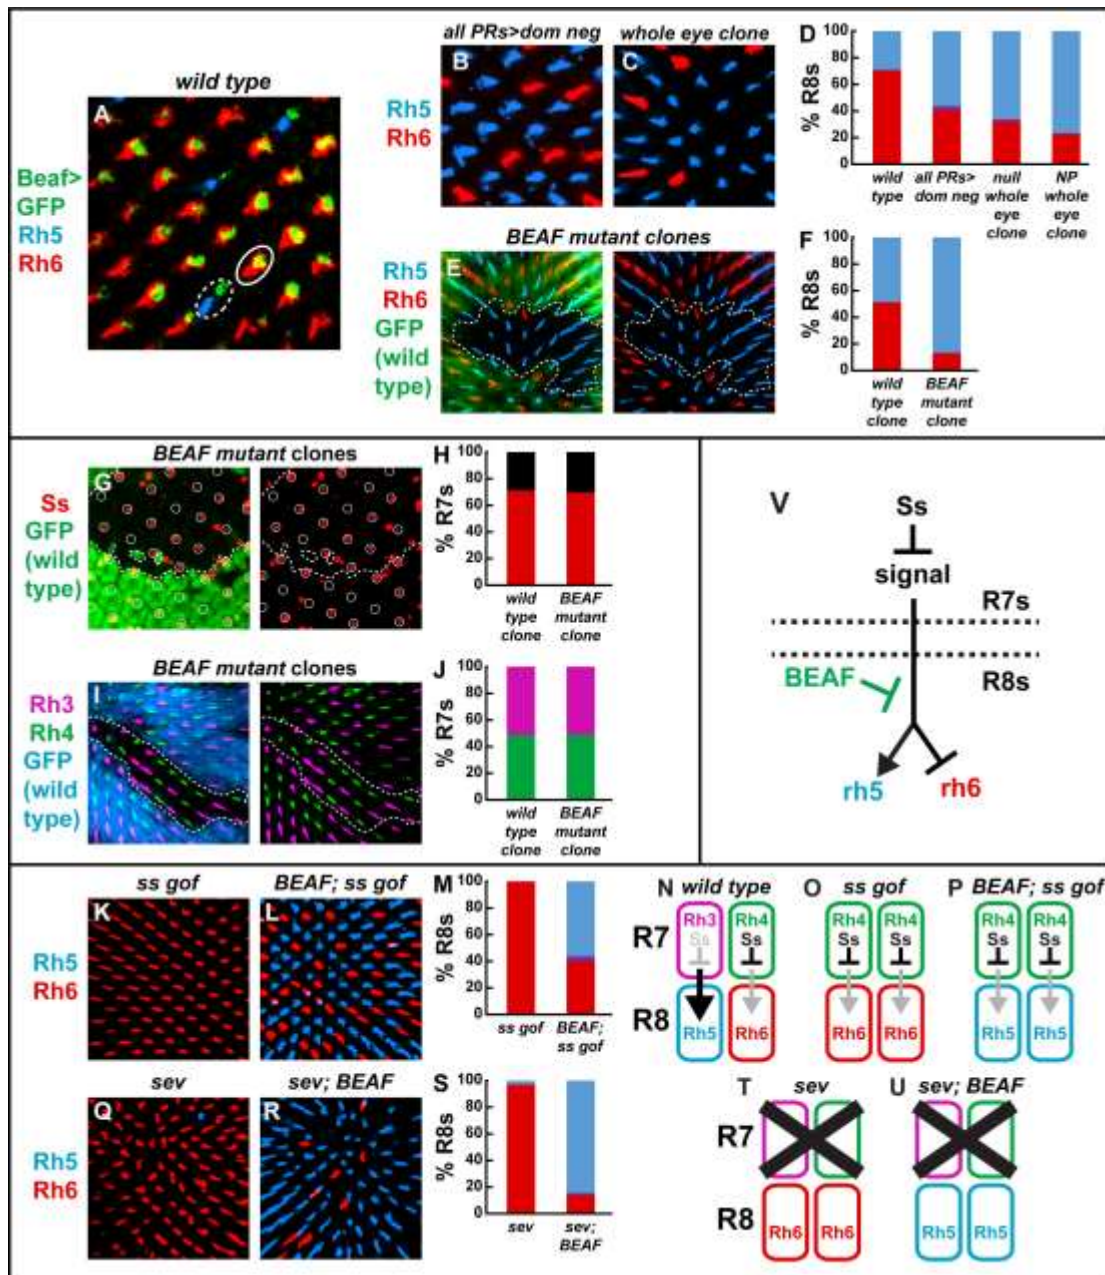 wild type
A
Beaf>
GFP
Rh5
Rh6
all PRs>dom neg
whole eye clone
B
C
Rh5
Rh6
D
% R8s
100
80
60
40
20
0
wild type
all PRs> dom neg
null whole eye clone
NP whole eye clone
BEAF mutant clones
E
Rh5
Rh6
GFP
(wild
type)
F
% R8s
100
80
60
40
20
0
wild type clone
BEAF mutant clone
BEAF mutant clones
G
Ss
GFP
(wild
type)
H
% R7s
100
80
60
40
20
0
wild type clone
BEAF mutant clone
BEAF mutant clones
I
Rh3
Rh4
GFP
(wild
type)
J
% R7s
100
80
60
40
20
0
wild type clone
BEAF mutant clone
V
Ss
signal
R7s
R8s
BEAF
rh5
rh6
ss gof
BEAF; ss gof
K
L
Rh5
Rh6
M
% R8s
100
80
60
40
20
0
ss gof
BEAF; ss gof
N wild type
O ss gof
P BEAF; ss gof
R7
Rh3 Rh4 Rh4 Rh4 Rh4 Rh4
Ss Ss Ss Ss Ss Ss
R8
Rh5 Rh6 Rh6 Rh6 Rh5 Rh5
sev
sev; BEAF
Q
R
Rh5
Rh6
S
% R8s
100
80
60
40
20
0
sev
sev; BEAF
T sev
U sev; BEAF
R7
R8
Rh6 Rh6 Rh5 Rh5